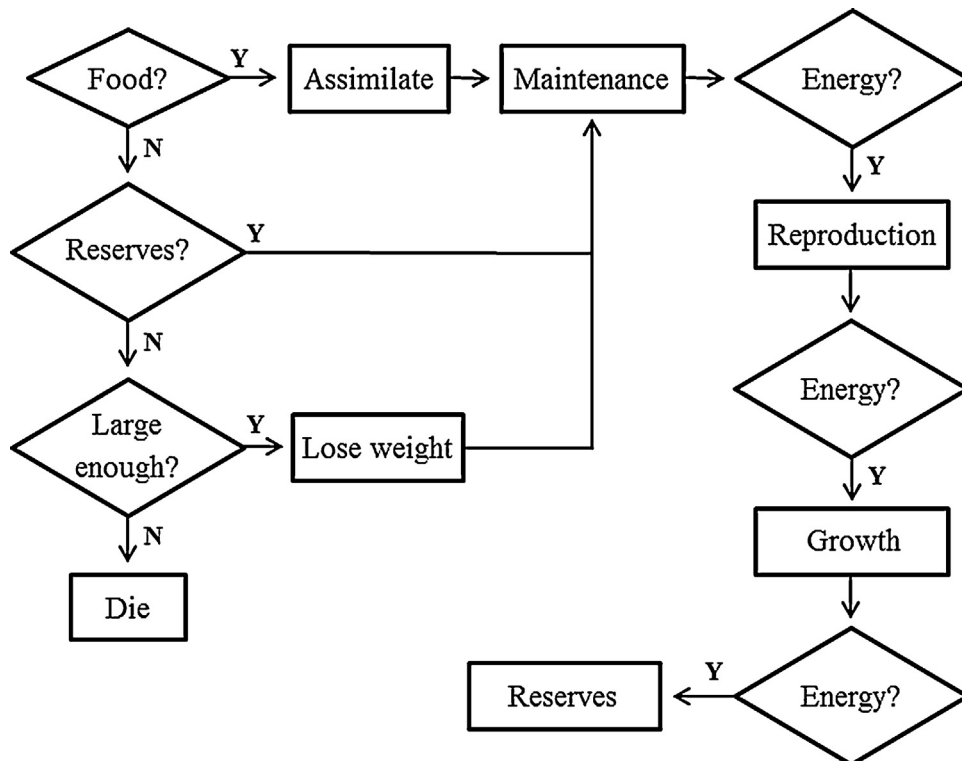 Food?
Y
Assimilate
Maintenance
Energy?
N
Y
Reserves?
Y
Reproduction
N
Energy?
Large
enough?
Y
Lose weight
Y
N
Growth
Die
Reserves
Y
Energy?